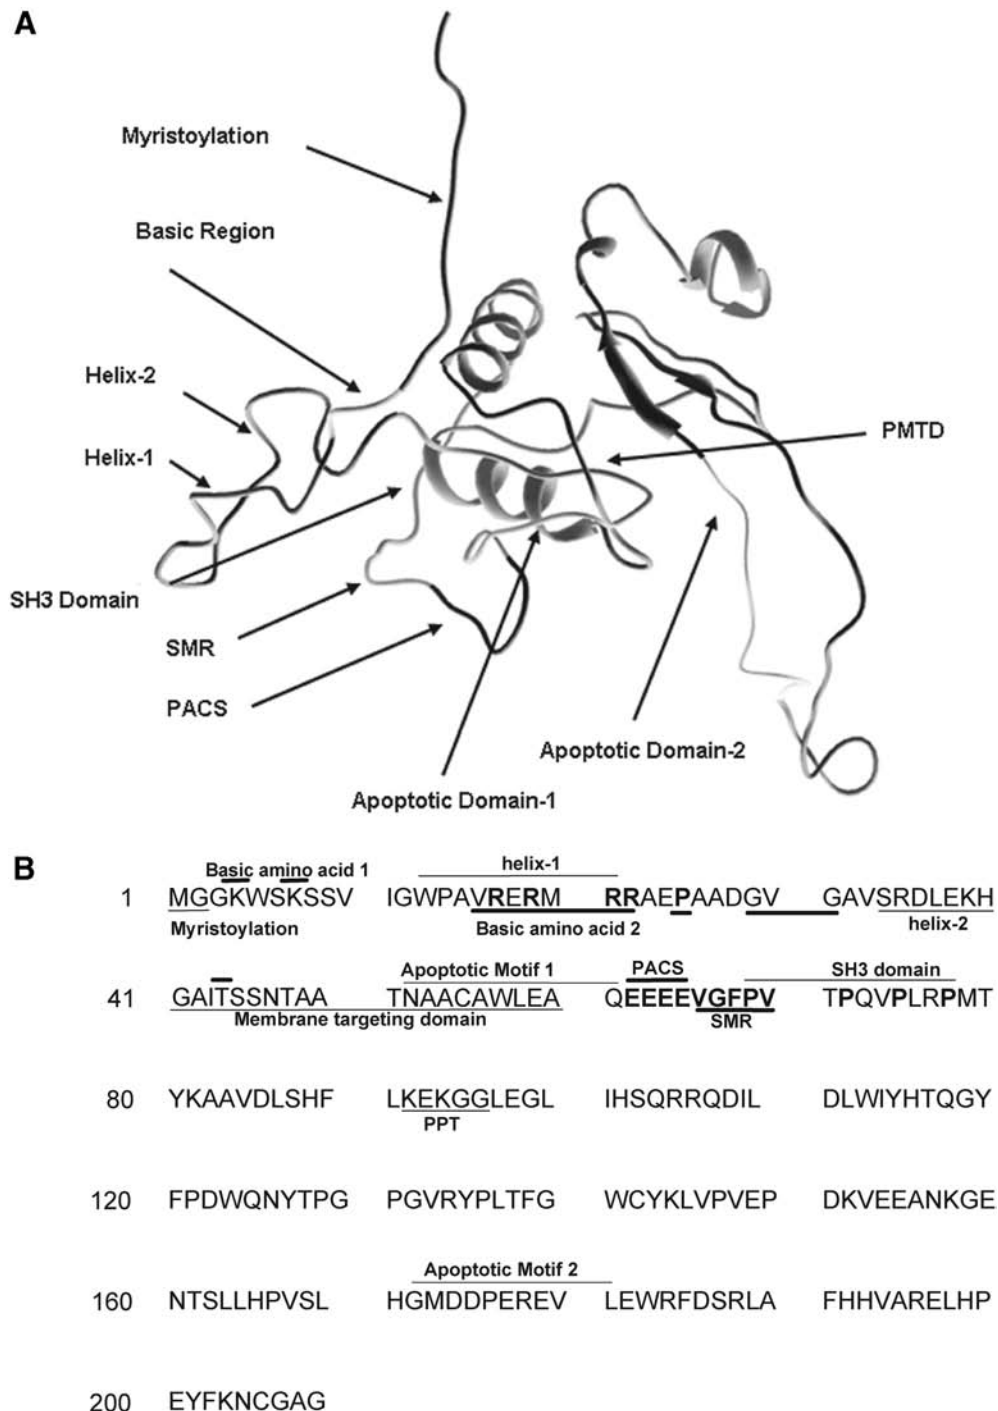 A
Myristoylation
Basic Region
Helix-2
Helix-1
PMTD
SH3 Domain
SMR
PACS
Apoptotic Domain-2
Apoptotic Domain-1
B
Basic amino acid 1 helix-1
1 MGGKWSKSSV IGWPAVRERM RRAEPAADGV GAVSRDLEKH
Myristoylation Basic amino acid 2 helix-2
Apoptotic Motif 1 PACS SH3 domain
41 GAITSSNTAA TNAACAWLEA QEEEEVGFPV TPQVPLRPMT
Membrane targeting domain SMR
80 YKAAVDLSHF LKEKGGLEGL IHSQRRQDIL DLWIYHTQGY
PPT
120 FPDWQNYTPG PGVRYPLTFG WCYKLVPVEP DKVEEANKGE
Apoptotic Motif 2
160 NTSLLHPVSL HGMDDPEREV LEWRFDSRLA FHHVARELHP
200 EYFKNCGAG